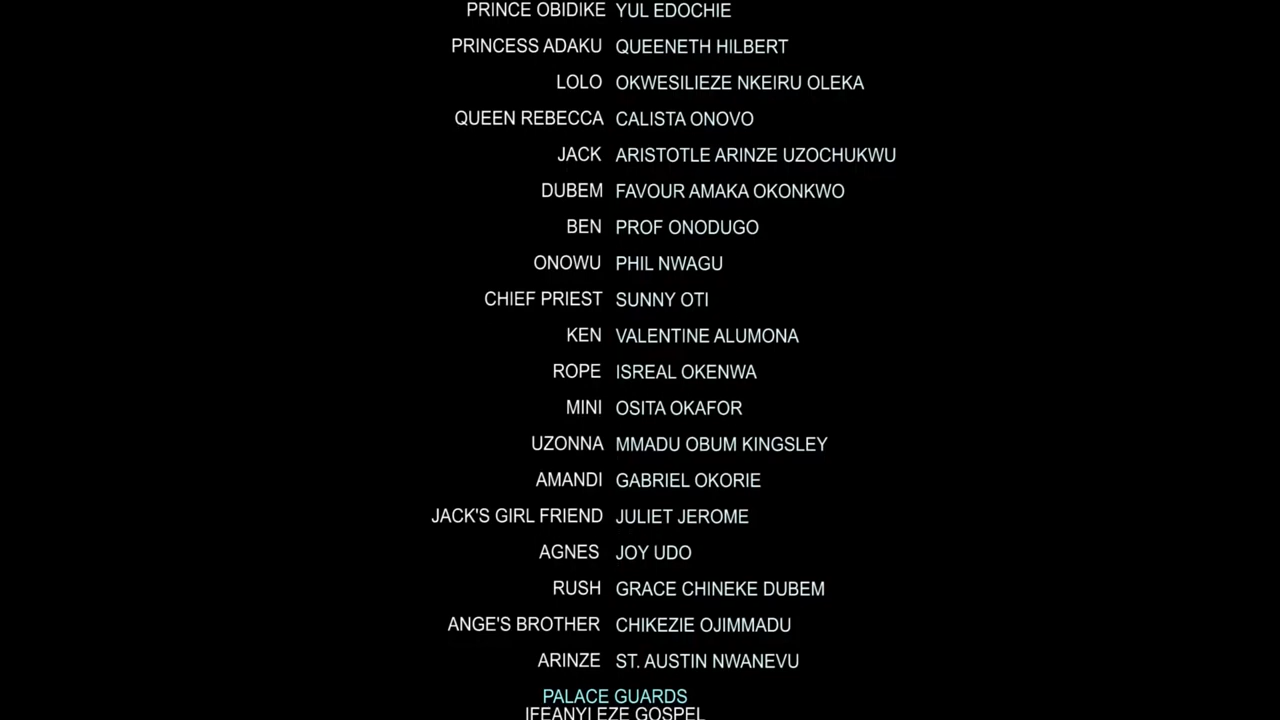 PRINCE OBIDIKE YUL EDOCHIE
PRINCESS ADAKU QUEENETH HILBERT
LOLO OKWESILIEZE NKEIRU OLEKA
QUEEN REBECCA CALISTA ONOVO
JACK ARISTOTLE ARINZE UZOCHUKWU
DUBEM FAVOUR AMAKA OKONKWO
BEN PROF ONODUGO
ONOWU PHIL NWAGU
CHIEF PRIEST SUNNY OTI
KEN VALENTINE ALUMONA
ROPE ISREAL OKENWA
MINI OSITA OKAFOR
UZONNA MMADU OBUM KINGSLEY
AMANDI GABRIEL OKORIE
JACK'S GIRL FRIEND JULIET JEROME
AGNES JOY UDO
RUSH GRACE CHINEKE DUBEM
ANGE'S BROTHER CHIKEZIE OJIMMADU
ARINZE ST. AUSTIN NWANEVU
PALACE GUARDS
IFEANYI EZE GOSPEL